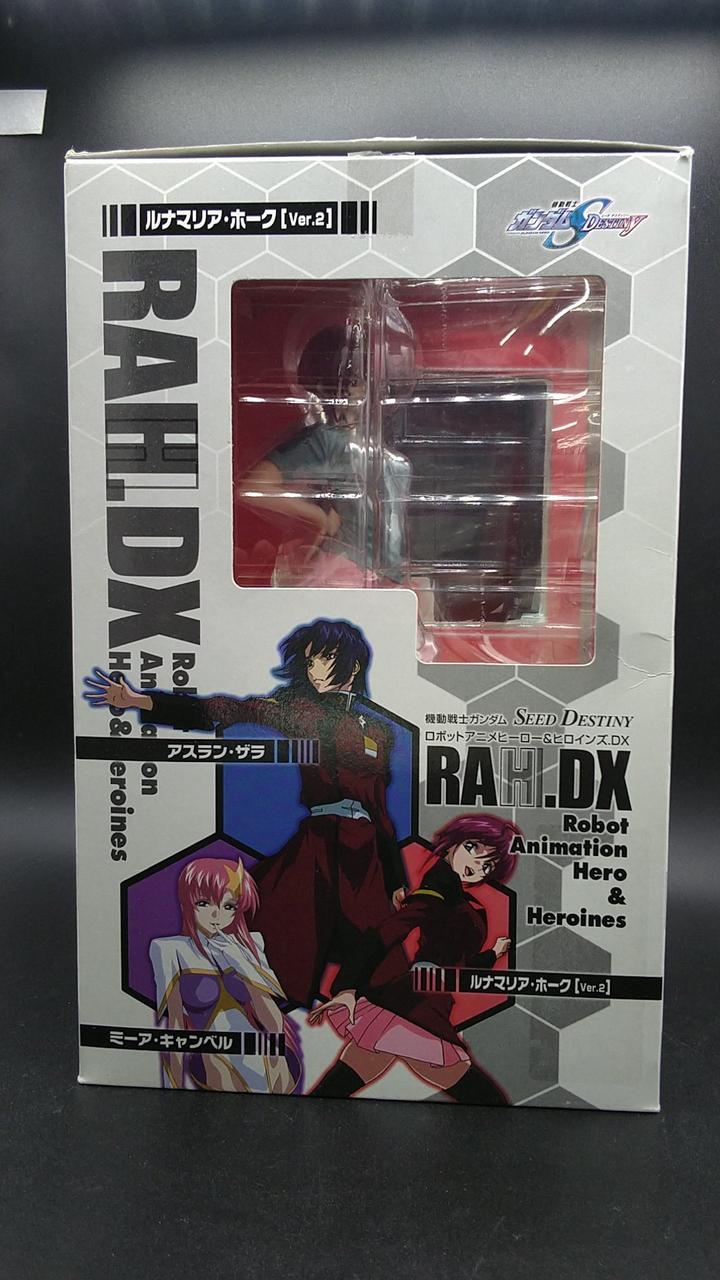 ルナマリア・ホーク[Ver.2]
機動戦士
ガンダムSEED DESTINY
RAH.DX
Robot
Animation
Hero & Heroines
アスラン・ザラ
機動戦士ガンダム SEED DESTINY
ロボットアニメヒーロー&ヒロインズ.DX
RAH.DX
Robot
Animation
Hero
&
Heroines
ルナマリア・ホーク[Ver.2]
ミーア・キャンベル